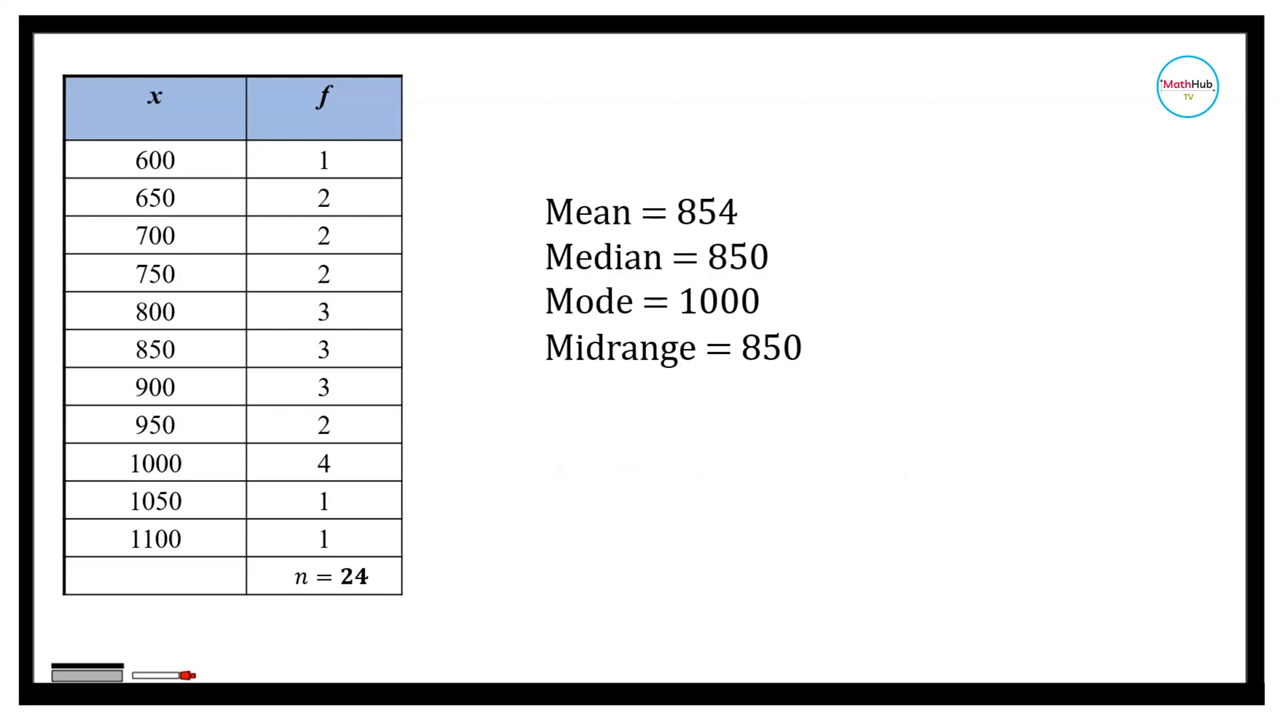 MathHub
TV
x f
600 1
650 2
700 2
750 2
800 3
850 3
900 3
950 2
1000 4
1050 1
1100 1
n = 24
Mean = 854
Median = 850
Mode = 1000
Midrange = 850